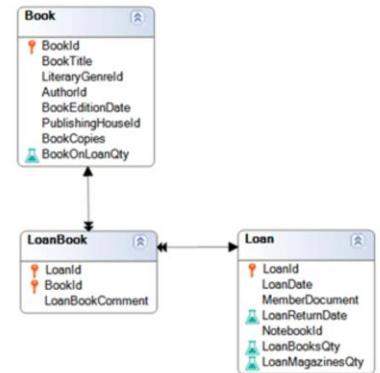 Book
BookId
BookTitle
LiteraryGenreId
AuthorId
BookEditionDate
PublishingHouseId
BookCopies
BookOnLoanQty
LoanBook
LoanId
BookId
LoanBookComment
Loan
LoanId
LoanDate
MemberDocument
LoanReturnDate
NotebookId
LoanBooksQty
LoanMagazinesQty